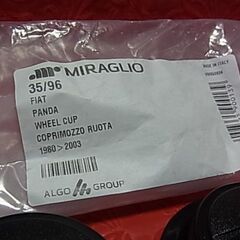 MIRAGLIO
35/96
MADE IN ITALY
FIAT
PANDA
WHEEL CUP
COPRIMOZZO RUOTA
1980>2003
ALGO GROUP